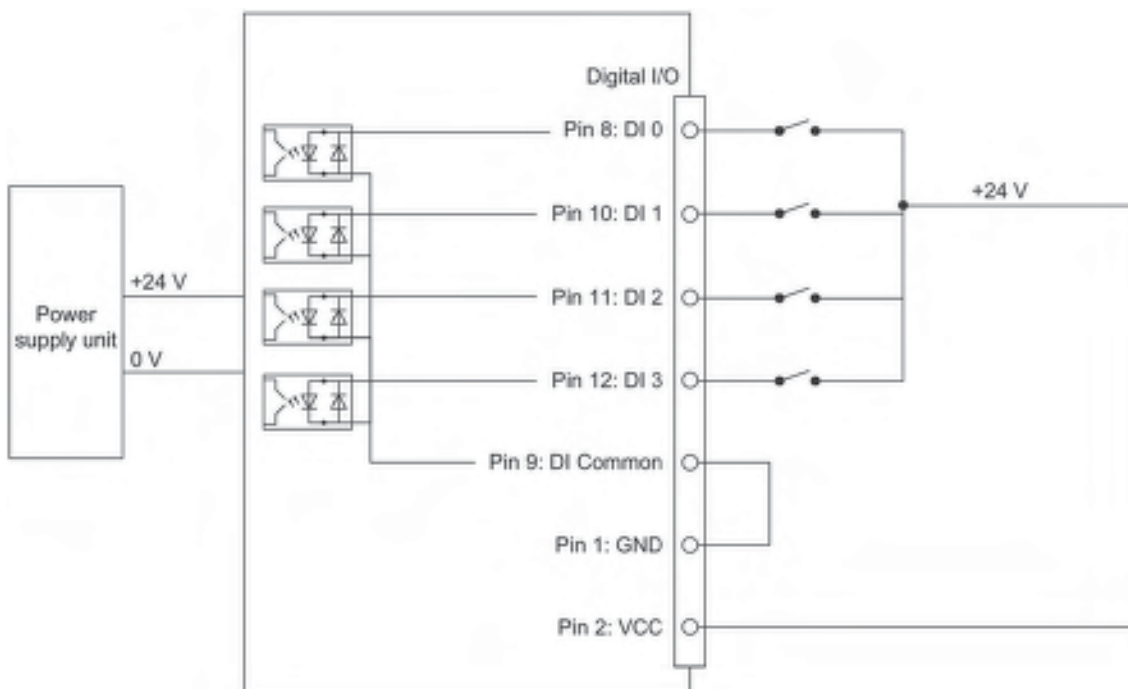 Digital I/O
Pin 8: DI 0
Pin 10: DI 1
+24 V
+24 V
Pin 11: DI 2
Power
supply unit
0 V
Pin 12: DI 3
Pin 9: DI Common
Pin 1: GND
Pin 2: VCC